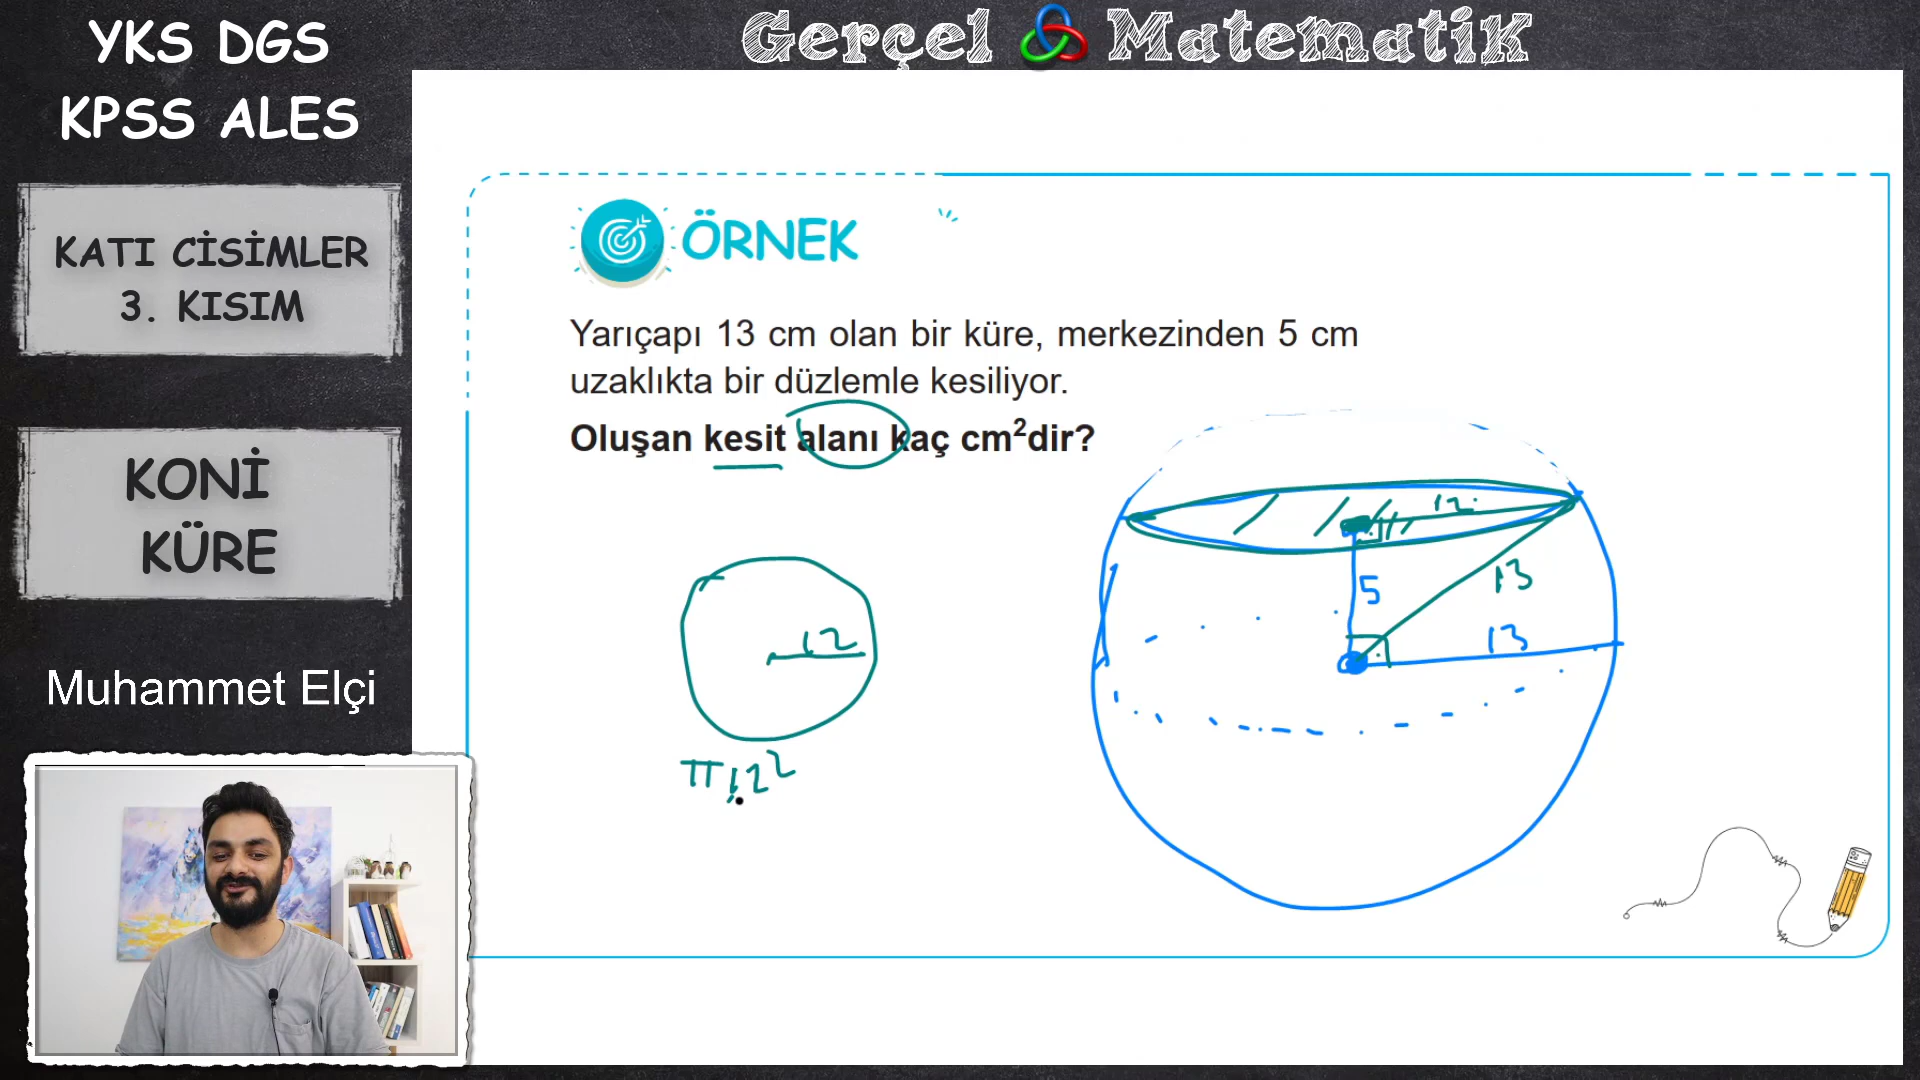 YKS DGS
KPSS ALES
Gerçel Matematik
KATI CİSİMLER
3. KISIM
KONİ
KÜRE
Muhammet Elçi
ÖRNEK
Yarıçapı 13 cm olan bir küre, merkezinden 5 cm
uzaklıkta bir düzlemle kesiliyor.
Oluşan kesit alanı kaç cm²dir?
12
5
13
13
12
π12²